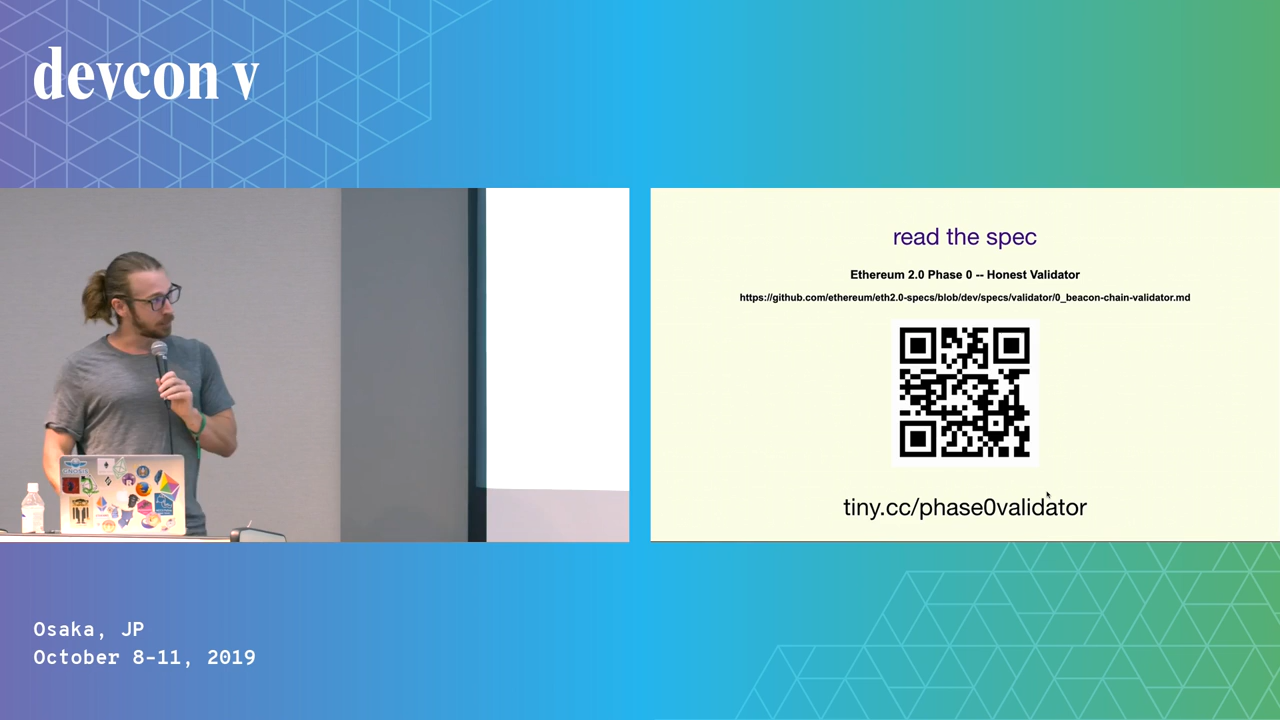 devcon v
read the spec
Ethereum 2.0 Phase 0 -- Honest Validator
https://github.com/ethereum/eth2.0-specs/blob/dev/specs/validator/0_beacon-chain-validator.md
tiny.cc/phase0validator
GNOSIS
Osaka, JP
October 8-11, 2019